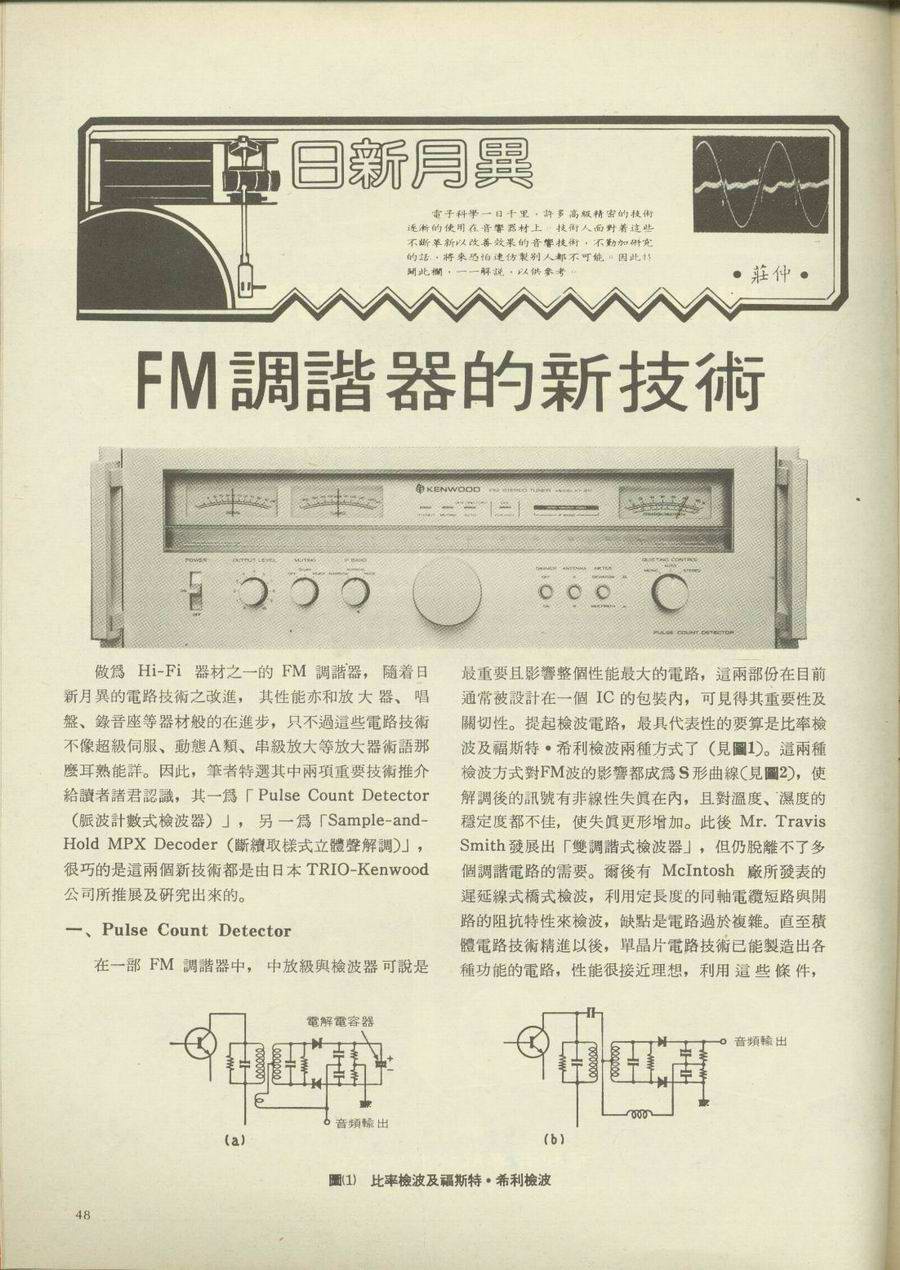 日新月異
電子科學一日千里，許多高級精密的技術
逐漸的使用在音響器材上。技術人面對著這些
不斷革新以改善效果的音響技術，不勤加研究
的話，將來恐怕連仿製別人都不可能。因此特
闢此欄，一一解說，以供參考。
•莊仲•
FM調諧器的新技術
KENWOOD FM STEREO TUNER
POWER OUTPUT LEVEL MUTING IF BAND
DIMMER ANTENNA METER
QUIETING CONTROL
AUTO
MONO STEREO
ON
OFF
OFF DEVIATION
ON MULTIPATH
PULSE COUNT DETECTOR
做爲 Hi-Fi 器材之一的 FM 調諧器，隨着日
新月異的電路技術之改進，其性能亦和放大器、唱
盤、錄音座等器材般的在進步，只不過這些電路技術
不像超級伺服、動態A類、串級放大等放大器術語那
麼耳熟能詳。因此，筆者特選其中兩項重要技術推介
給讀者諸君認識，其一爲「Pulse Count Detector
（脈波計數式檢波器）」，另一爲「Sample-and-
Hold MPX Decoder（斷續取樣式立體聲解調）」，
很巧的是這兩個新技術都是由日本 TRIO-Kenwood
公司所推展及研究出來的。
一、Pulse Count Detector
在一部 FM 調諧器中，中放級與檢波器可說是
最重要且影響整個性能最大的電路，這兩部份在目前
通常被設計在一個 IC 的包裝內，可見得其重要性及
關切性。提起檢波電路，最具代表性的要算是比率檢
波及福斯特•希利檢波兩種方式了（見圖1）。這兩種
檢波方式對FM波的影響都成爲S形曲線（見圖2），使
解調後的訊號有非線性失眞在內，且對溫度、濕度的
穩定度都不佳，使失眞更形增加。此後 Mr. Travis
Smith發展出「雙調諧式檢波器」，但仍脫離不了多
個調諧電路的需要。爾後有 McIntosh 廠所發表的
遲延線式橋式檢波，利用定長度的同軸電纜短路與開
路的阻抗特性來檢波，缺點是電路過於複雜。直至積
體電路技術精進以後，單晶片電路技術已能製造出各
種功能的電路，性能很接近理想，利用這些條件，
電解電容器
+
−
音頻輸出
(a)
音頻輸出
(b)
圖(1) 比率檢波及福斯特•希利檢波
48